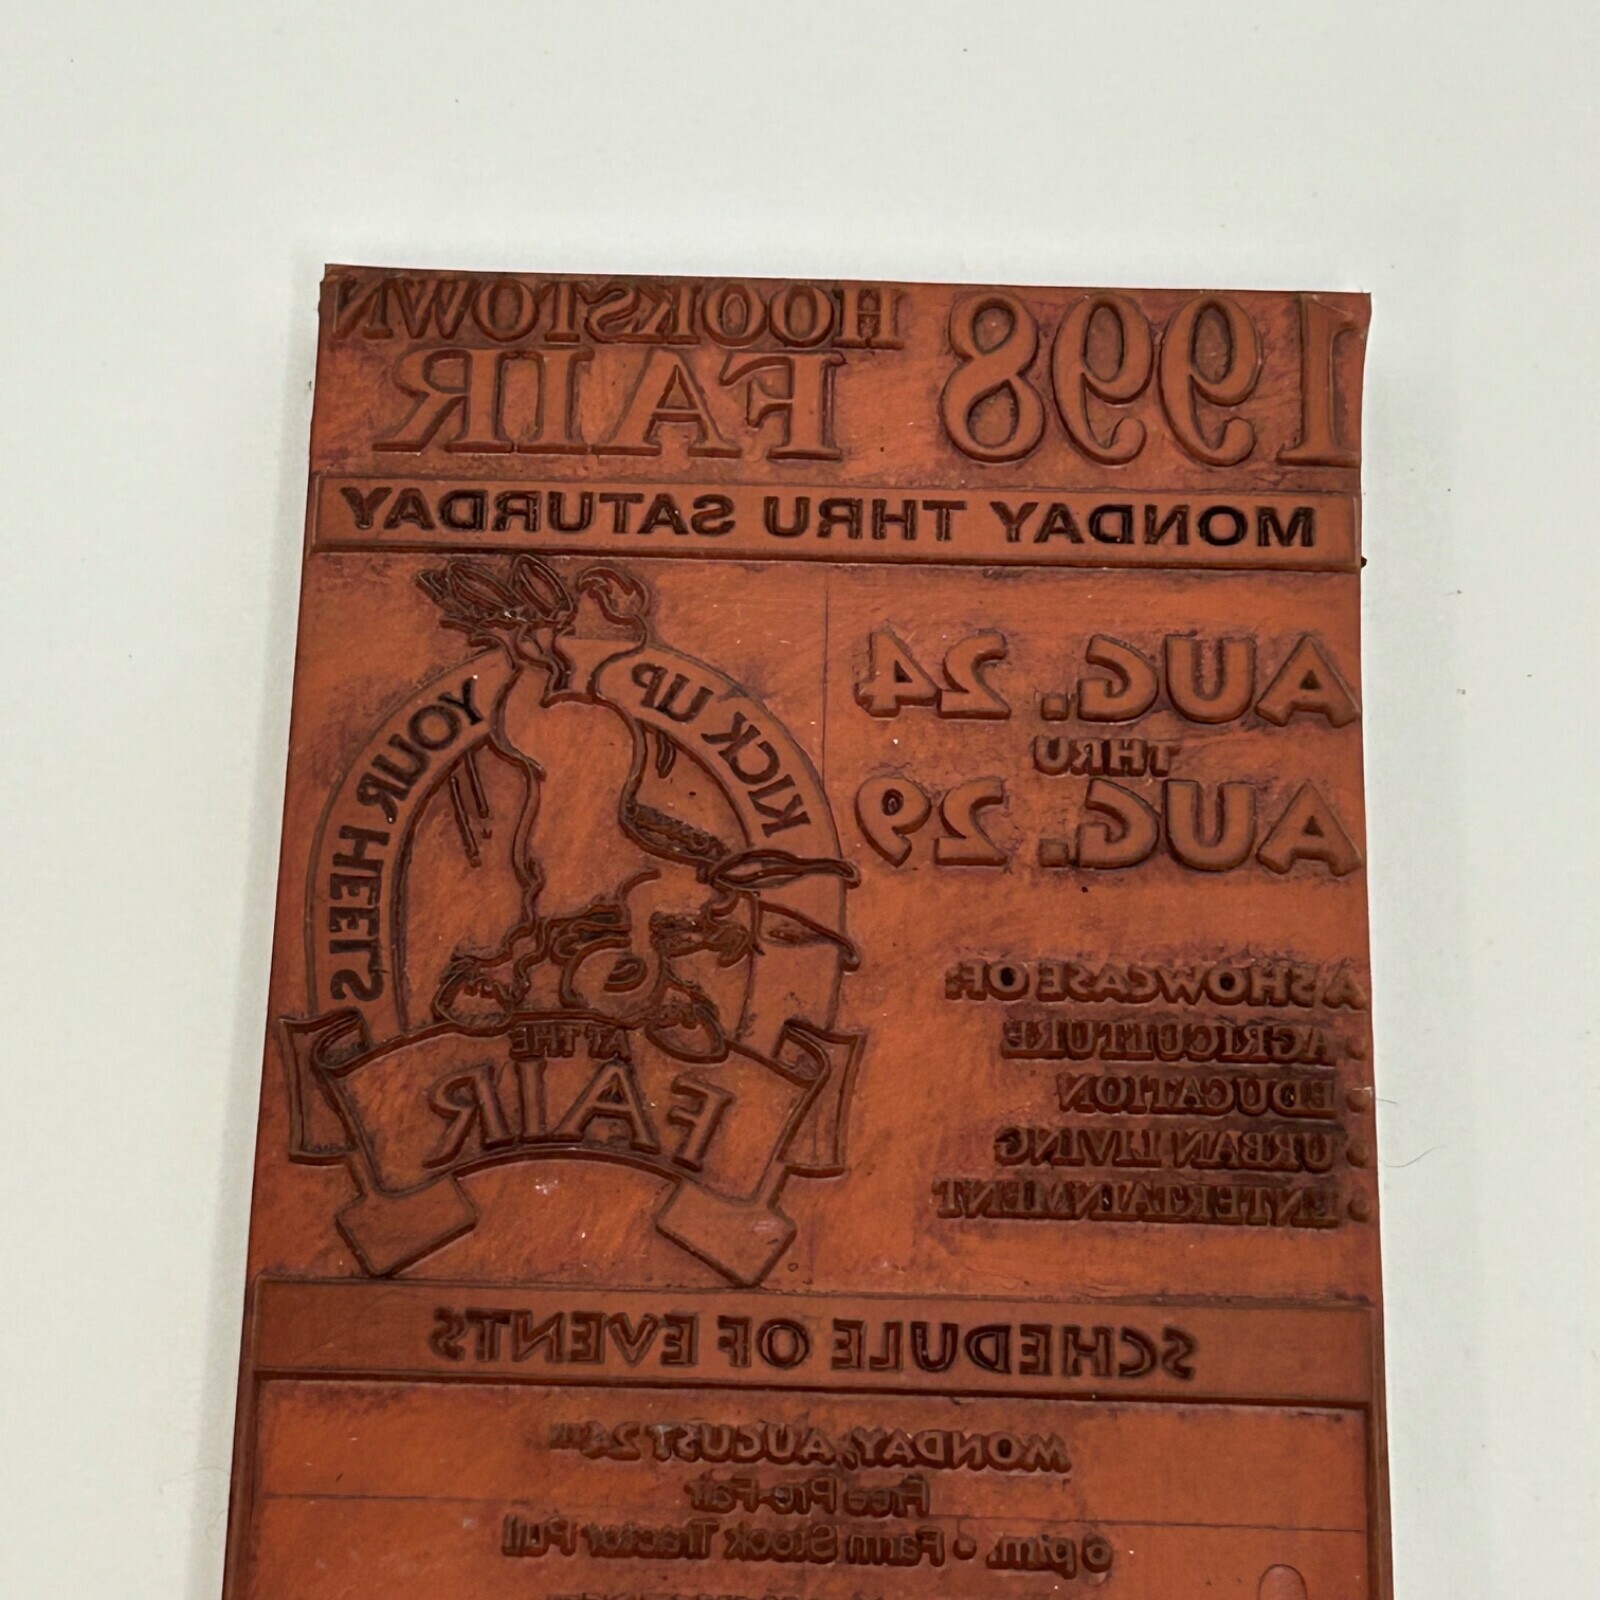 1998 HOOKSTOWN
FAIR
MONDAY THRU SATURDAY
KICK UP YOUR HEELS
AT THE
FAIR
AUG. 24
THRU
AUG. 29
A SHOWCASE OF:
• AGRICULTURE
• EDUCATION
• URBAN LIVING
• ENTERTAINMENT
SCHEDULE OF EVENTS
MONDAY, AUGUST 24TH
Free Pre-Fair
6 p.m. • Farm Stock Tractor Pull